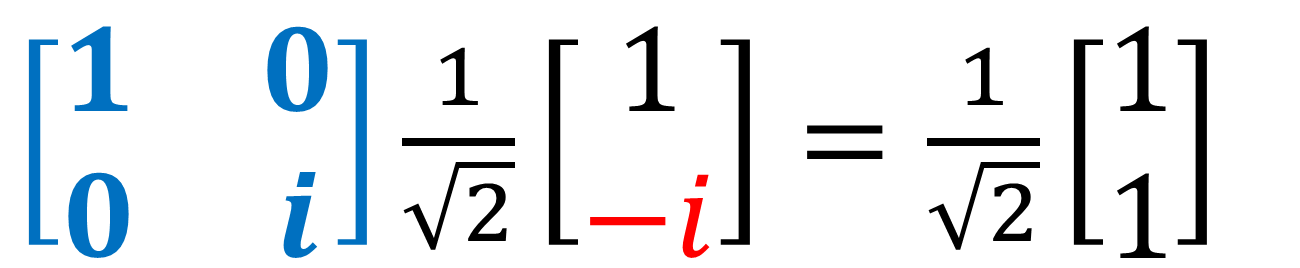 [1 0
0 i] 1/√2 [1
−i] = 1/√2 [1
1]